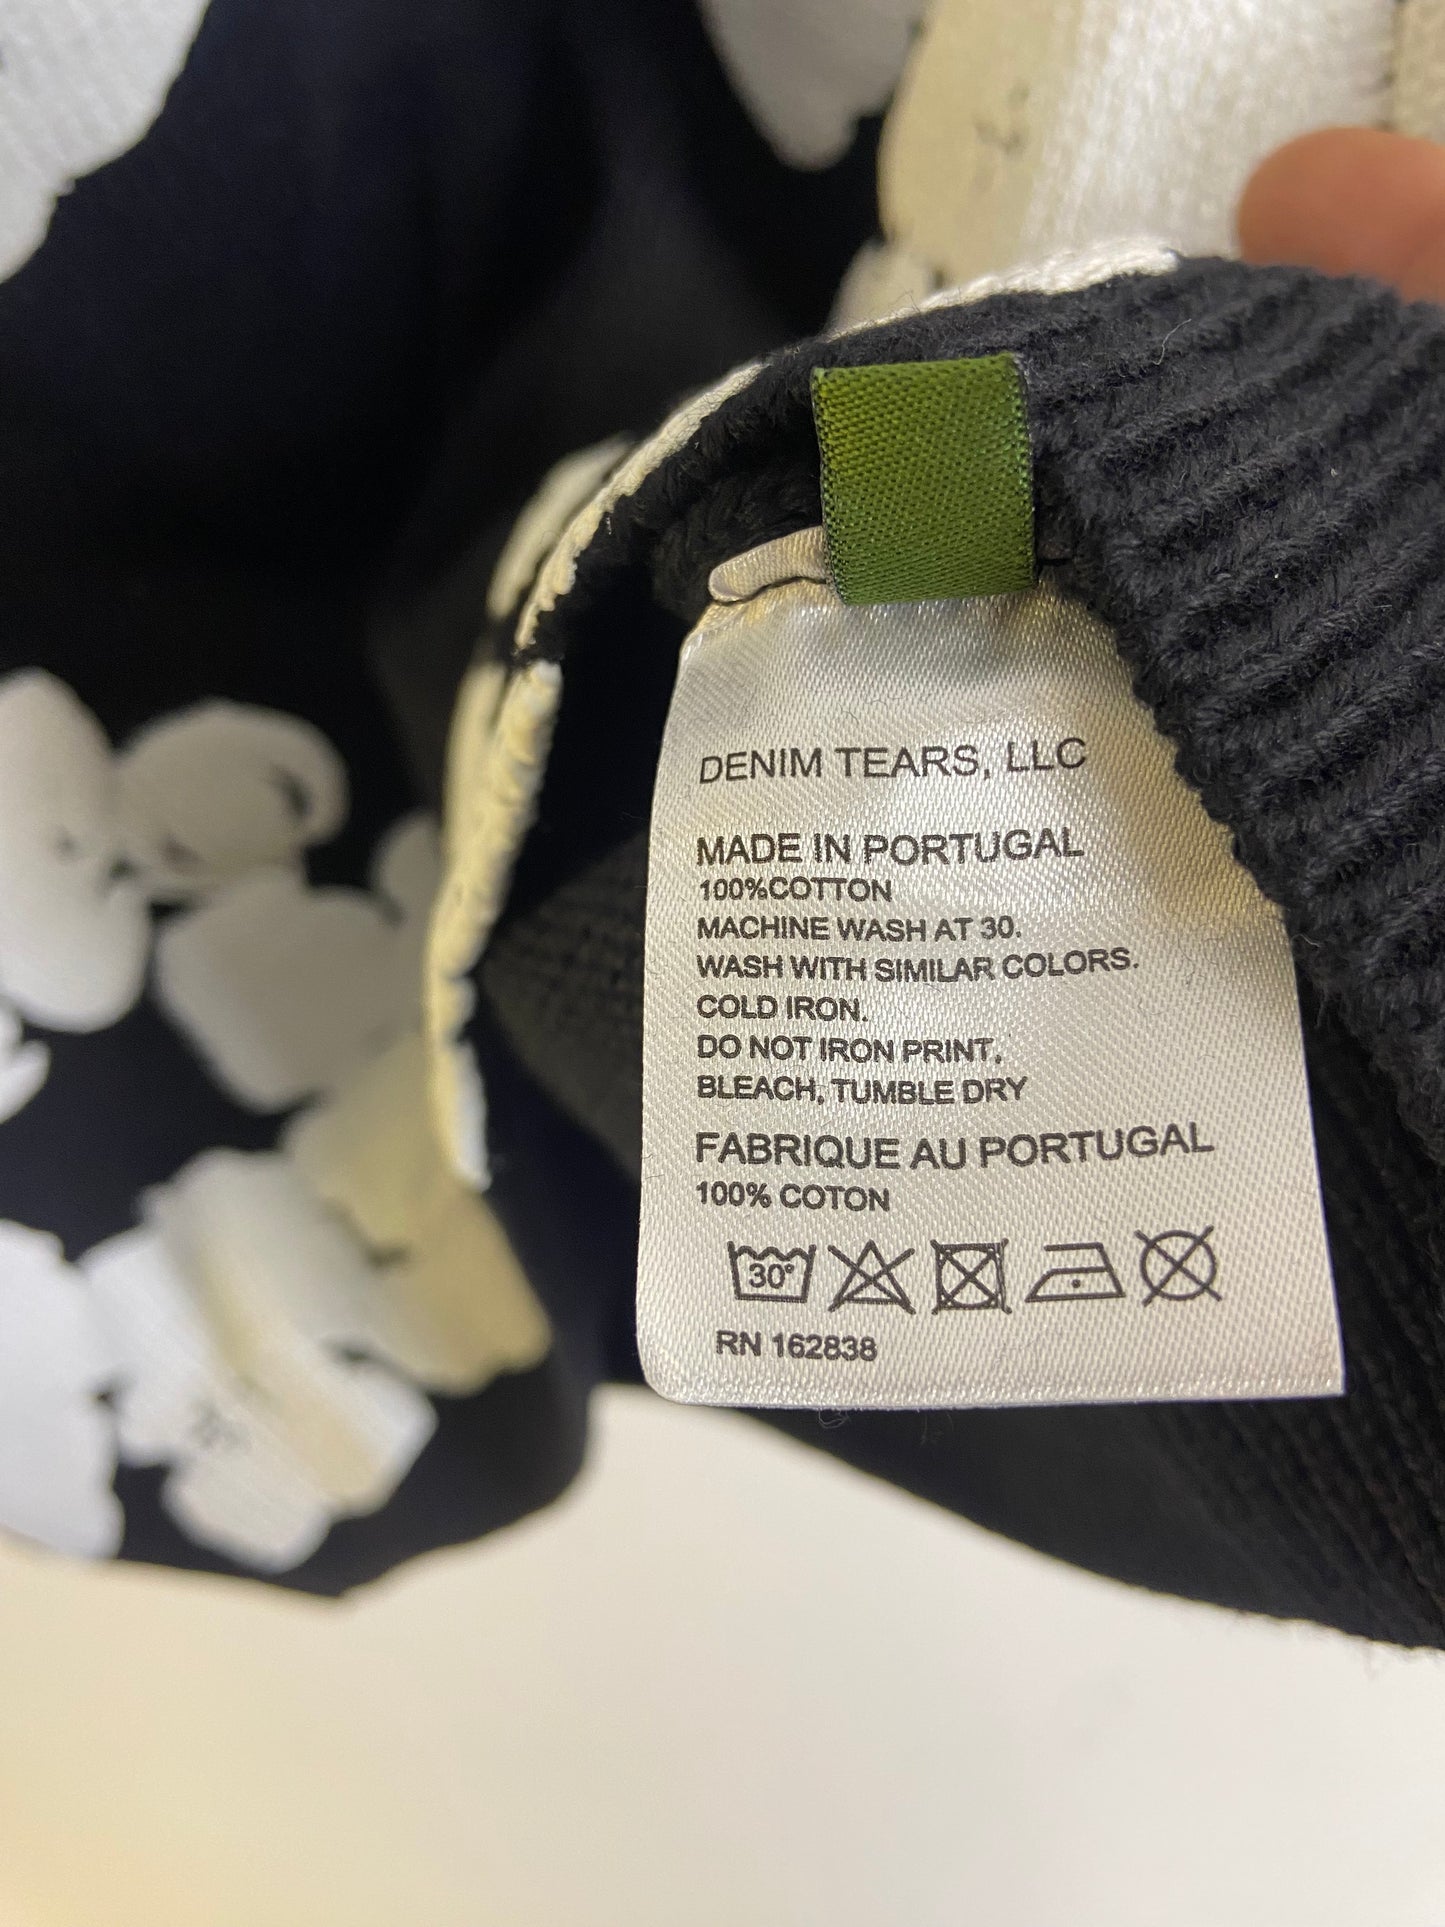 DENIM TEARS, LLC
MADE IN PORTUGAL
100%COTTON
MACHINE WASH AT 30.
WASH WITH SIMILAR COLORS.
COLD IRON.
DO NOT IRON PRINT,
BLEACH, TUMBLE DRY
FABRIQUE AU PORTUGAL
100% COTON
30°
RN 162838